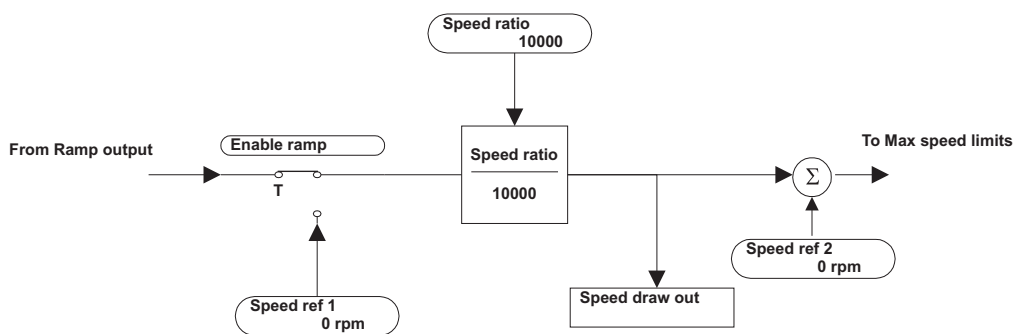 Speed ratio
10000
From Ramp output
Enable ramp
T
Speed ratio
10000
To Max speed limits
Σ
Speed ref 1
0 rpm
Speed draw out
Speed ref 2
0 rpm